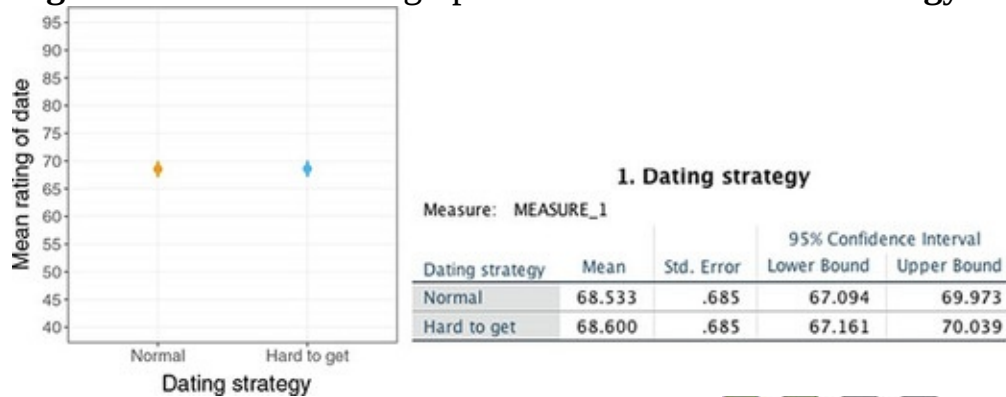 95
90
85
80
75
70
65
60
55
50
45
40
Mean rating of date
Normal Hard to get
Dating strategy
1. Dating strategy
Measure: MEASURE_1
95% Confidence Interval
Dating strategy Mean Std. Error Lower Bound Upper Bound
Normal 68.533 .685 67.094 69.973
Hard to get 68.600 .685 67.161 70.039